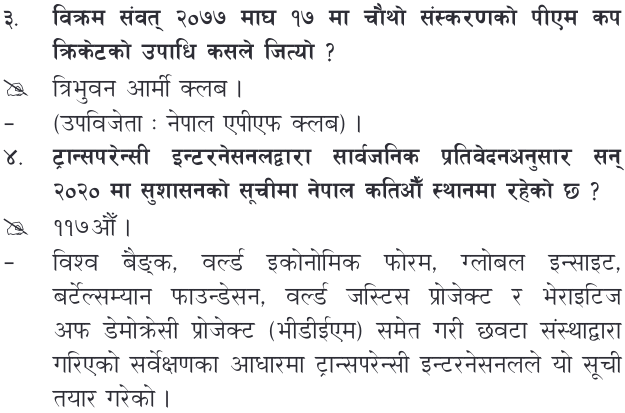 ३. विक्रम संवत् २०७७ माघ १७ मा चौथो संस्करणको पीएम कप
क्रिकेटको उपाधि कसले जित्यो ?
त्रिभुवन आर्मी क्लब ।
– (उपविजेता : नेपाल एपीएफ क्लब) ।
४. ट्रान्सपरेन्सी इन्टरनेसनलद्वारा सार्वजनिक प्रतिवेदनअनुसार सन्
२०२० मा सुशासनको सूचीमा नेपाल कतिऔँ स्थानमा रहेको छ ?
११७औँ ।
– विश्व बैङ्क, वर्ल्ड इकोनोमिक फोरम, ग्लोबल इन्साइट,
बर्टेल्सम्यान फाउन्डेसन, वर्ल्ड जस्टिस प्रोजेक्ट र भेराइटिज
अफ डेमोक्रेसी प्रोजेक्ट (भीडीईएम) समेत गरी छवटा संस्थाद्वारा
गरिएको सर्वेक्षणका आधारमा ट्रान्सपरेन्सी इन्टरनेसनलले यो सूची
तयार गरेको ।